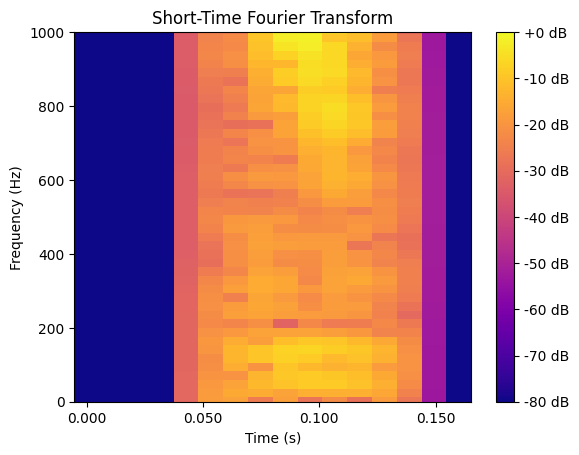 Short-Time Fourier Transform
Frequency (Hz)
1000
800
600
400
200
0
0.000
0.050
0.100
0.150
Time (s)
+0 dB
-10 dB
-20 dB
-30 dB
-40 dB
-50 dB
-60 dB
-70 dB
-80 dB